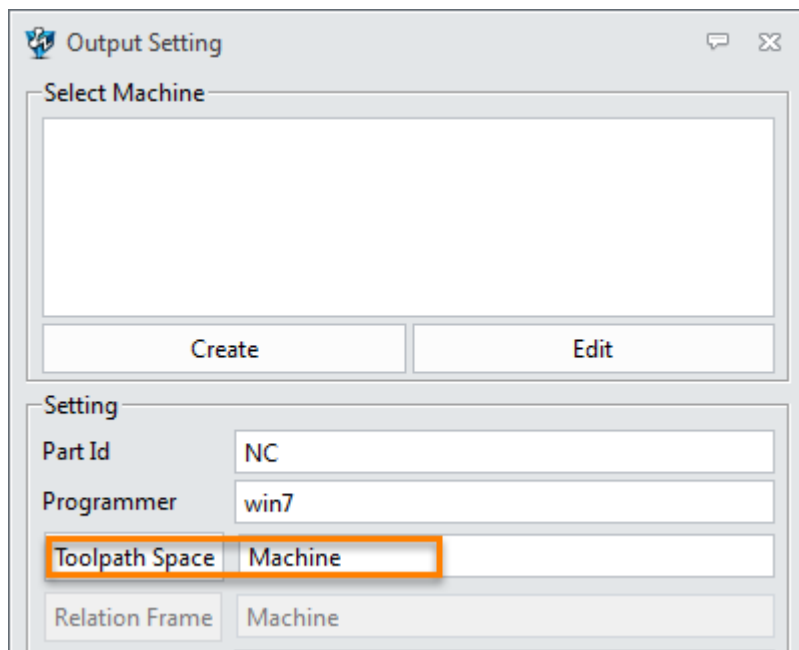 Output Setting
Select Machine
Create Edit
Setting
Part Id NC
Programmer win7
Toolpath Space Machine
Relation Frame Machine